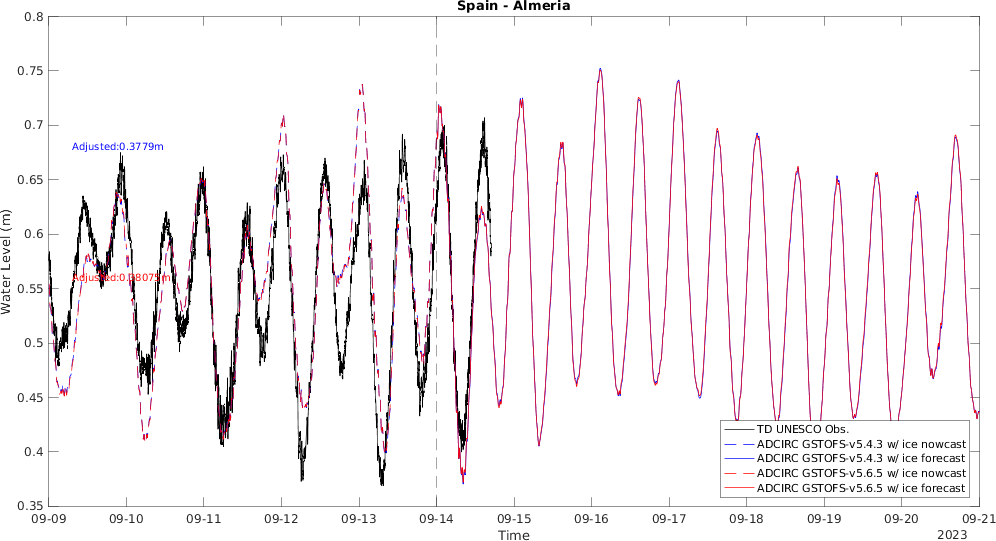 Spain - Almeria
0.8
0.75
0.7
0.65
0.6
0.55
0.5
0.45
0.4
0.35
Water Level (m)
Adjusted:0.3779m
Adjusted:0.38075m
TD UNESCO Obs.
ADCIRC GSTOFS-v5.4.3 w/ ice nowcast
ADCIRC GSTOFS-v5.4.3 w/ ice forecast
ADCIRC GSTOFS-v5.6.5 w/ ice nowcast
ADCIRC GSTOFS-v5.6.5 w/ ice forecast
09-09 09-10 09-11 09-12 09-13 09-14 09-15 09-16 09-17 09-18 09-19 09-20 09-21
Time
2023